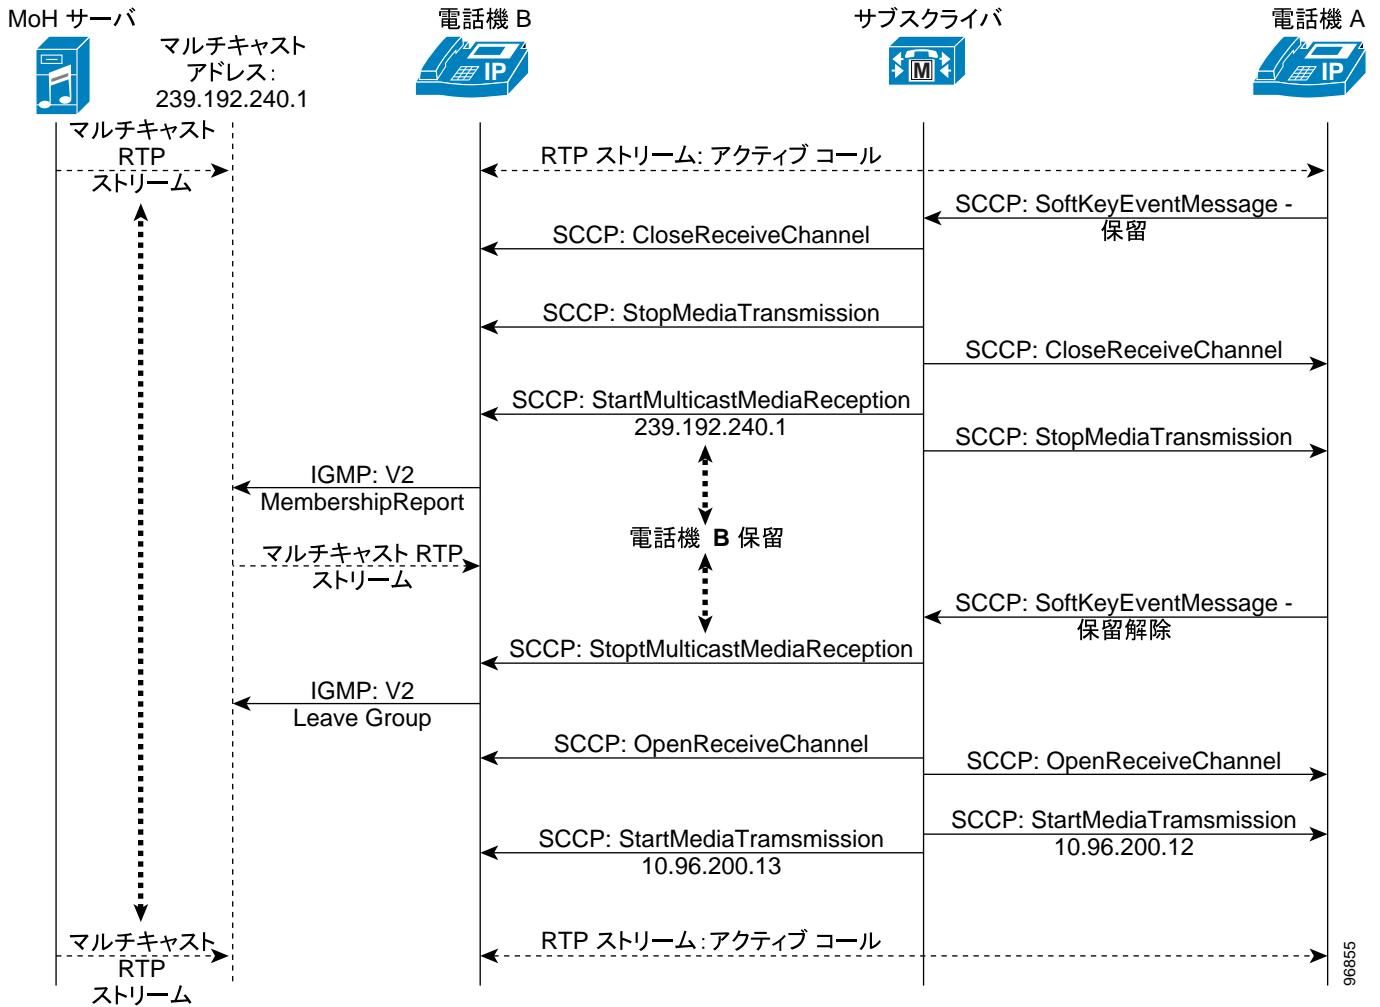 MoH サーバ
電話機 B
サブスクライバ
電話機 A
マルチキャスト
アドレス:
239.192.240.1
IP
M
IP
マルチキャスト
RTP
ストリーム
RTP ストリーム: アクティブ コール
SCCP: SoftKeyEventMessage -
保留
SCCP: CloseReceiveChannel
SCCP: StopMediaTransmission
SCCP: CloseReceiveChannel
SCCP: StartMulticastMediaReception
239.192.240.1
SCCP: StopMediaTransmission
IGMP: V2
MembershipReport
電話機 B 保留
マルチキャスト RTP
ストリーム
SCCP: SoftKeyEventMessage -
保留解除
SCCP: StoptMulticastMediaReception
IGMP: V2
Leave Group
SCCP: OpenReceiveChannel
SCCP: OpenReceiveChannel
SCCP: StartMediaTramsmission
10.96.200.12
SCCP: StartMediaTramsmission
10.96.200.13
マルチキャスト
RTP
ストリーム
RTP ストリーム: アクティブ コール
96855